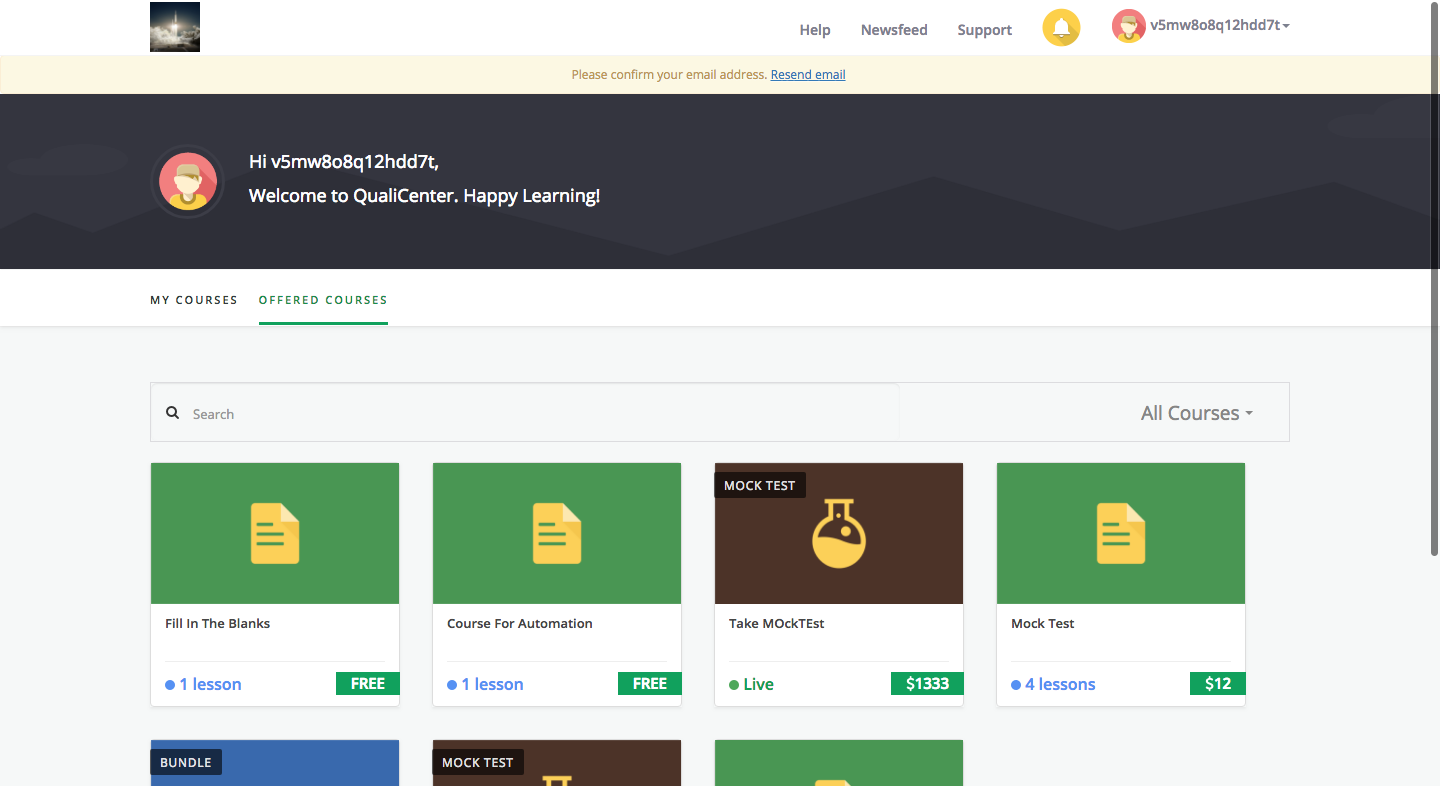 Help Newsfeed Support v5mw8o8q12hdd7t
Please confirm your email address. Resend email
Hi v5mw8o8q12hdd7t,
Welcome to QualiCenter. Happy Learning!
MY COURSES OFFERED COURSES
Search All Courses
MOCK TEST
Fill In The Blanks Course For Automation Take MOckTEst Mock Test
1 lesson FREE 1 lesson FREE Live $1333 4 lessons $12
BUNDLE MOCK TEST